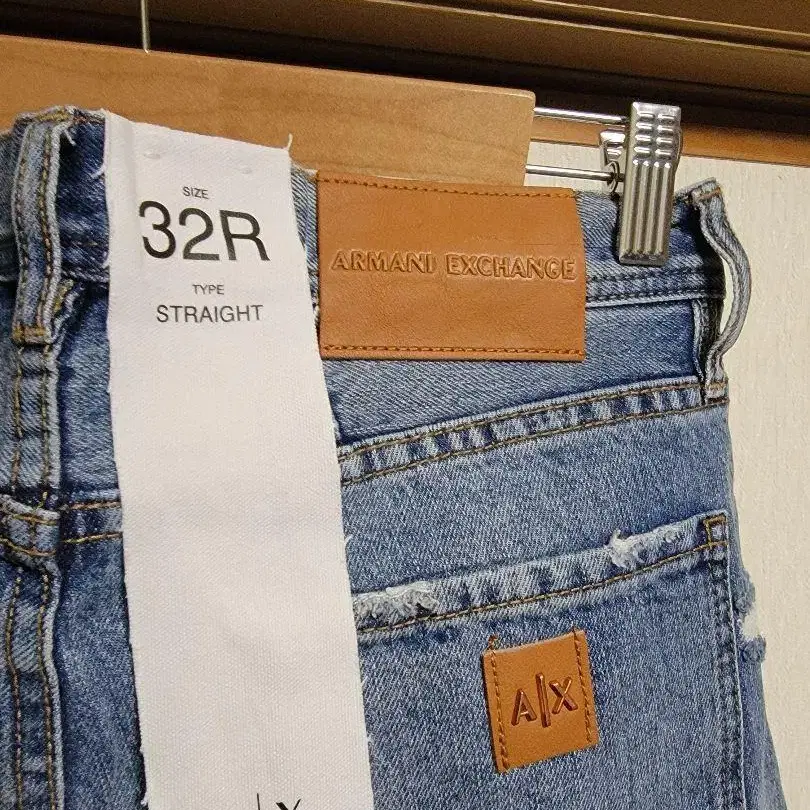 SIZE
32R
TYPE
STRAIGHT
ARMANI EXCHANGE
A|X